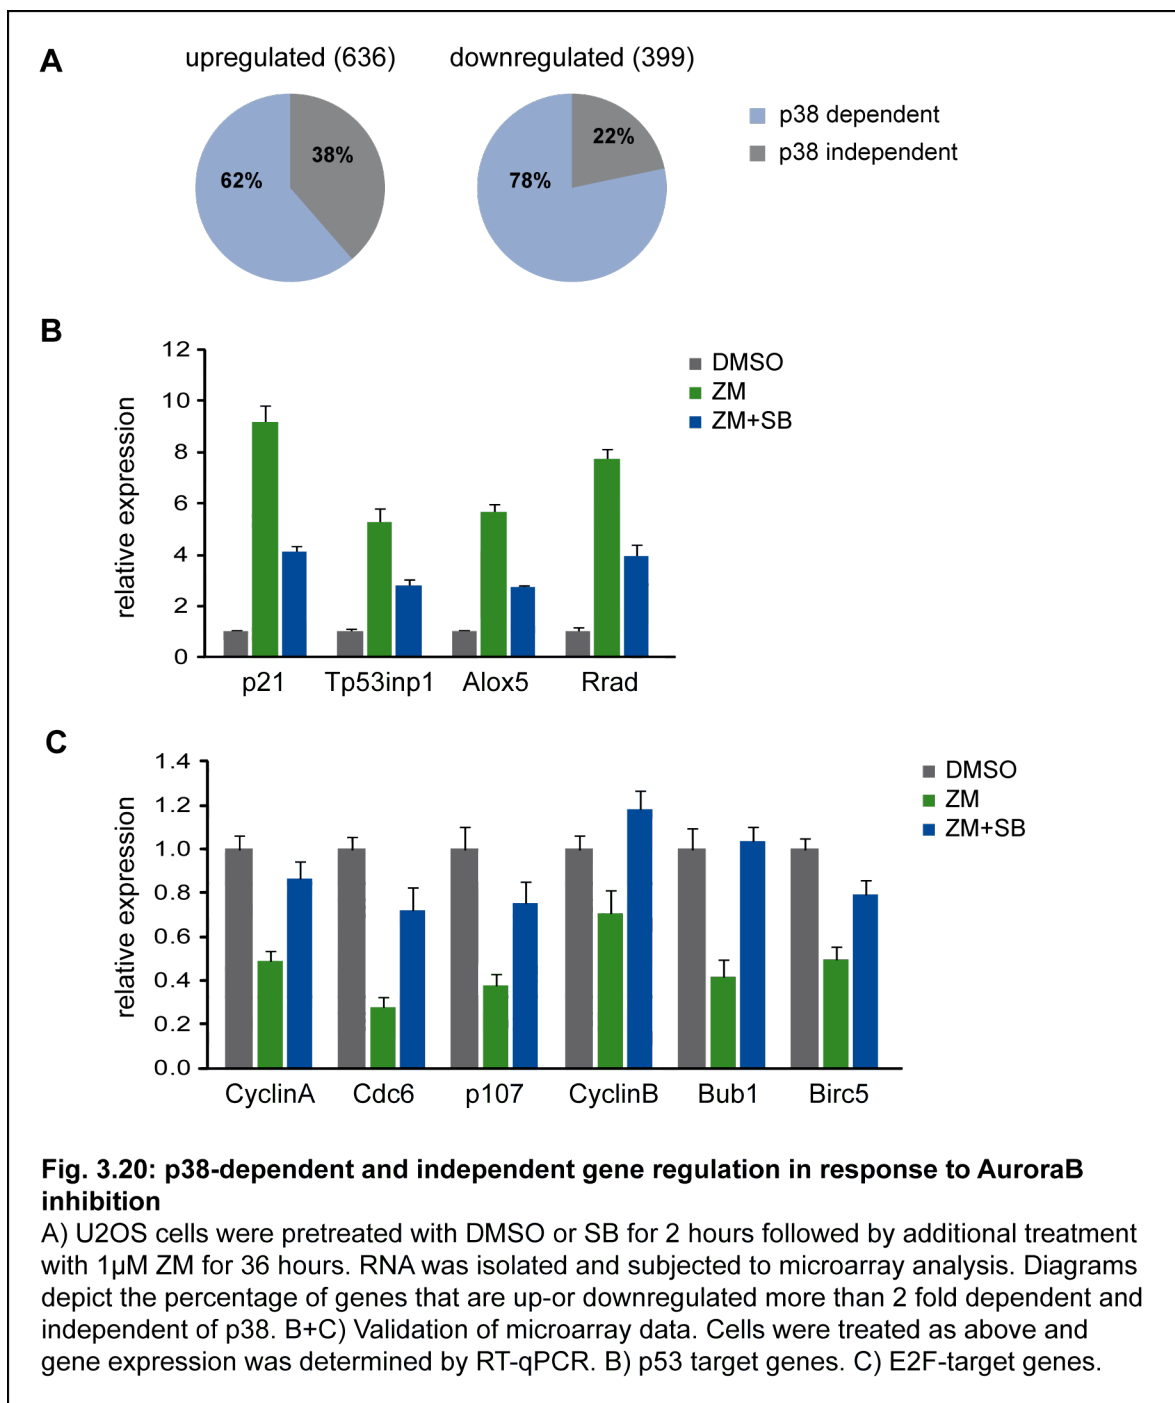 A
upregulated (636)
downregulated (399)
38%
62%
22%
78%
p38 dependent
p38 independent
B
12
10
8
6
4
2
0
relative expression
DMSO
ZM
ZM+SB
p21
Tp53inp1
Alox5
Rrad
C
1.4
1.2
1.0
0.8
0.6
0.4
0.2
0.0
relative expression
DMSO
ZM
ZM+SB
CyclinA
Cdc6
p107
CyclinB
Bub1
Birc5
Fig. 3.20: p38-dependent and independent gene regulation in response to AuroraB
inhibition
A) U2OS cells were pretreated with DMSO or SB for 2 hours followed by additional treatment
with 1µM ZM for 36 hours. RNA was isolated and subjected to microarray analysis. Diagrams
depict the percentage of genes that are up-or downregulated more than 2 fold dependent and
independent of p38. B+C) Validation of microarray data. Cells were treated as above and
gene expression was determined by RT-qPCR. B) p53 target genes. C) E2F-target genes.